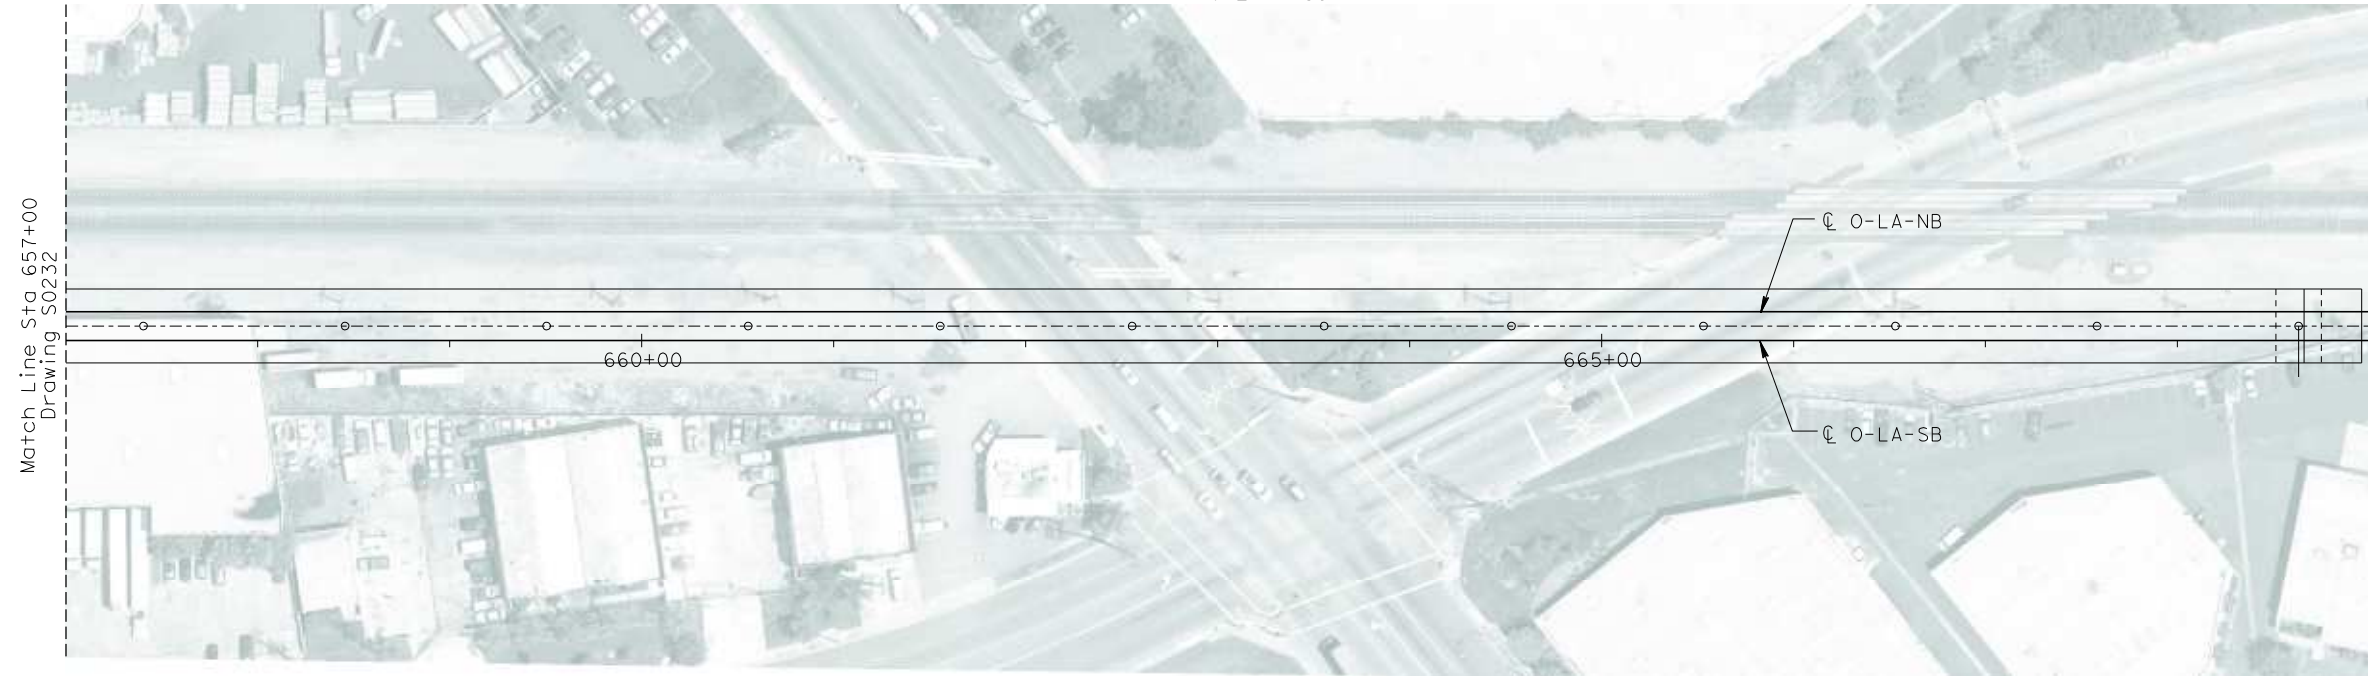 Match Line Sta 657+00
Drawing S0232
℄ O-LA-NB
660+00
665+00
℄ O-LA-SB